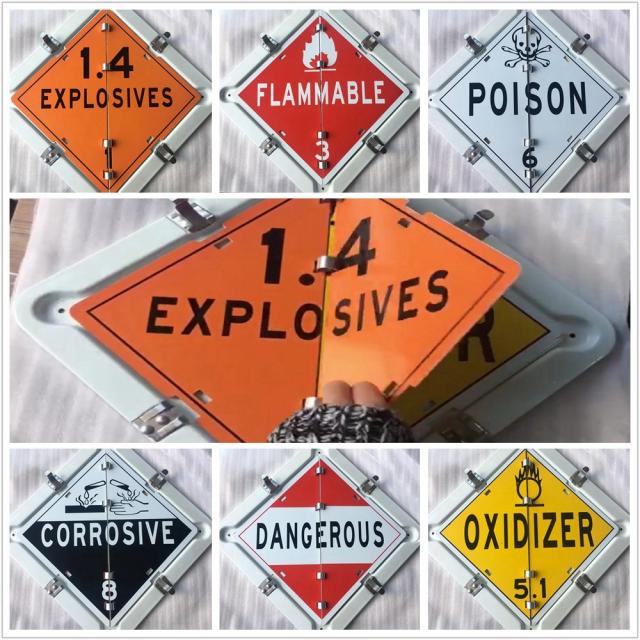 1.4
EXPLOSIVES
1
FLAMMABLE
3
POISON
6
1.4
EXPLOSIVES
R
CORROSIVE
8
DANGEROUS
OXIDIZER
5.1